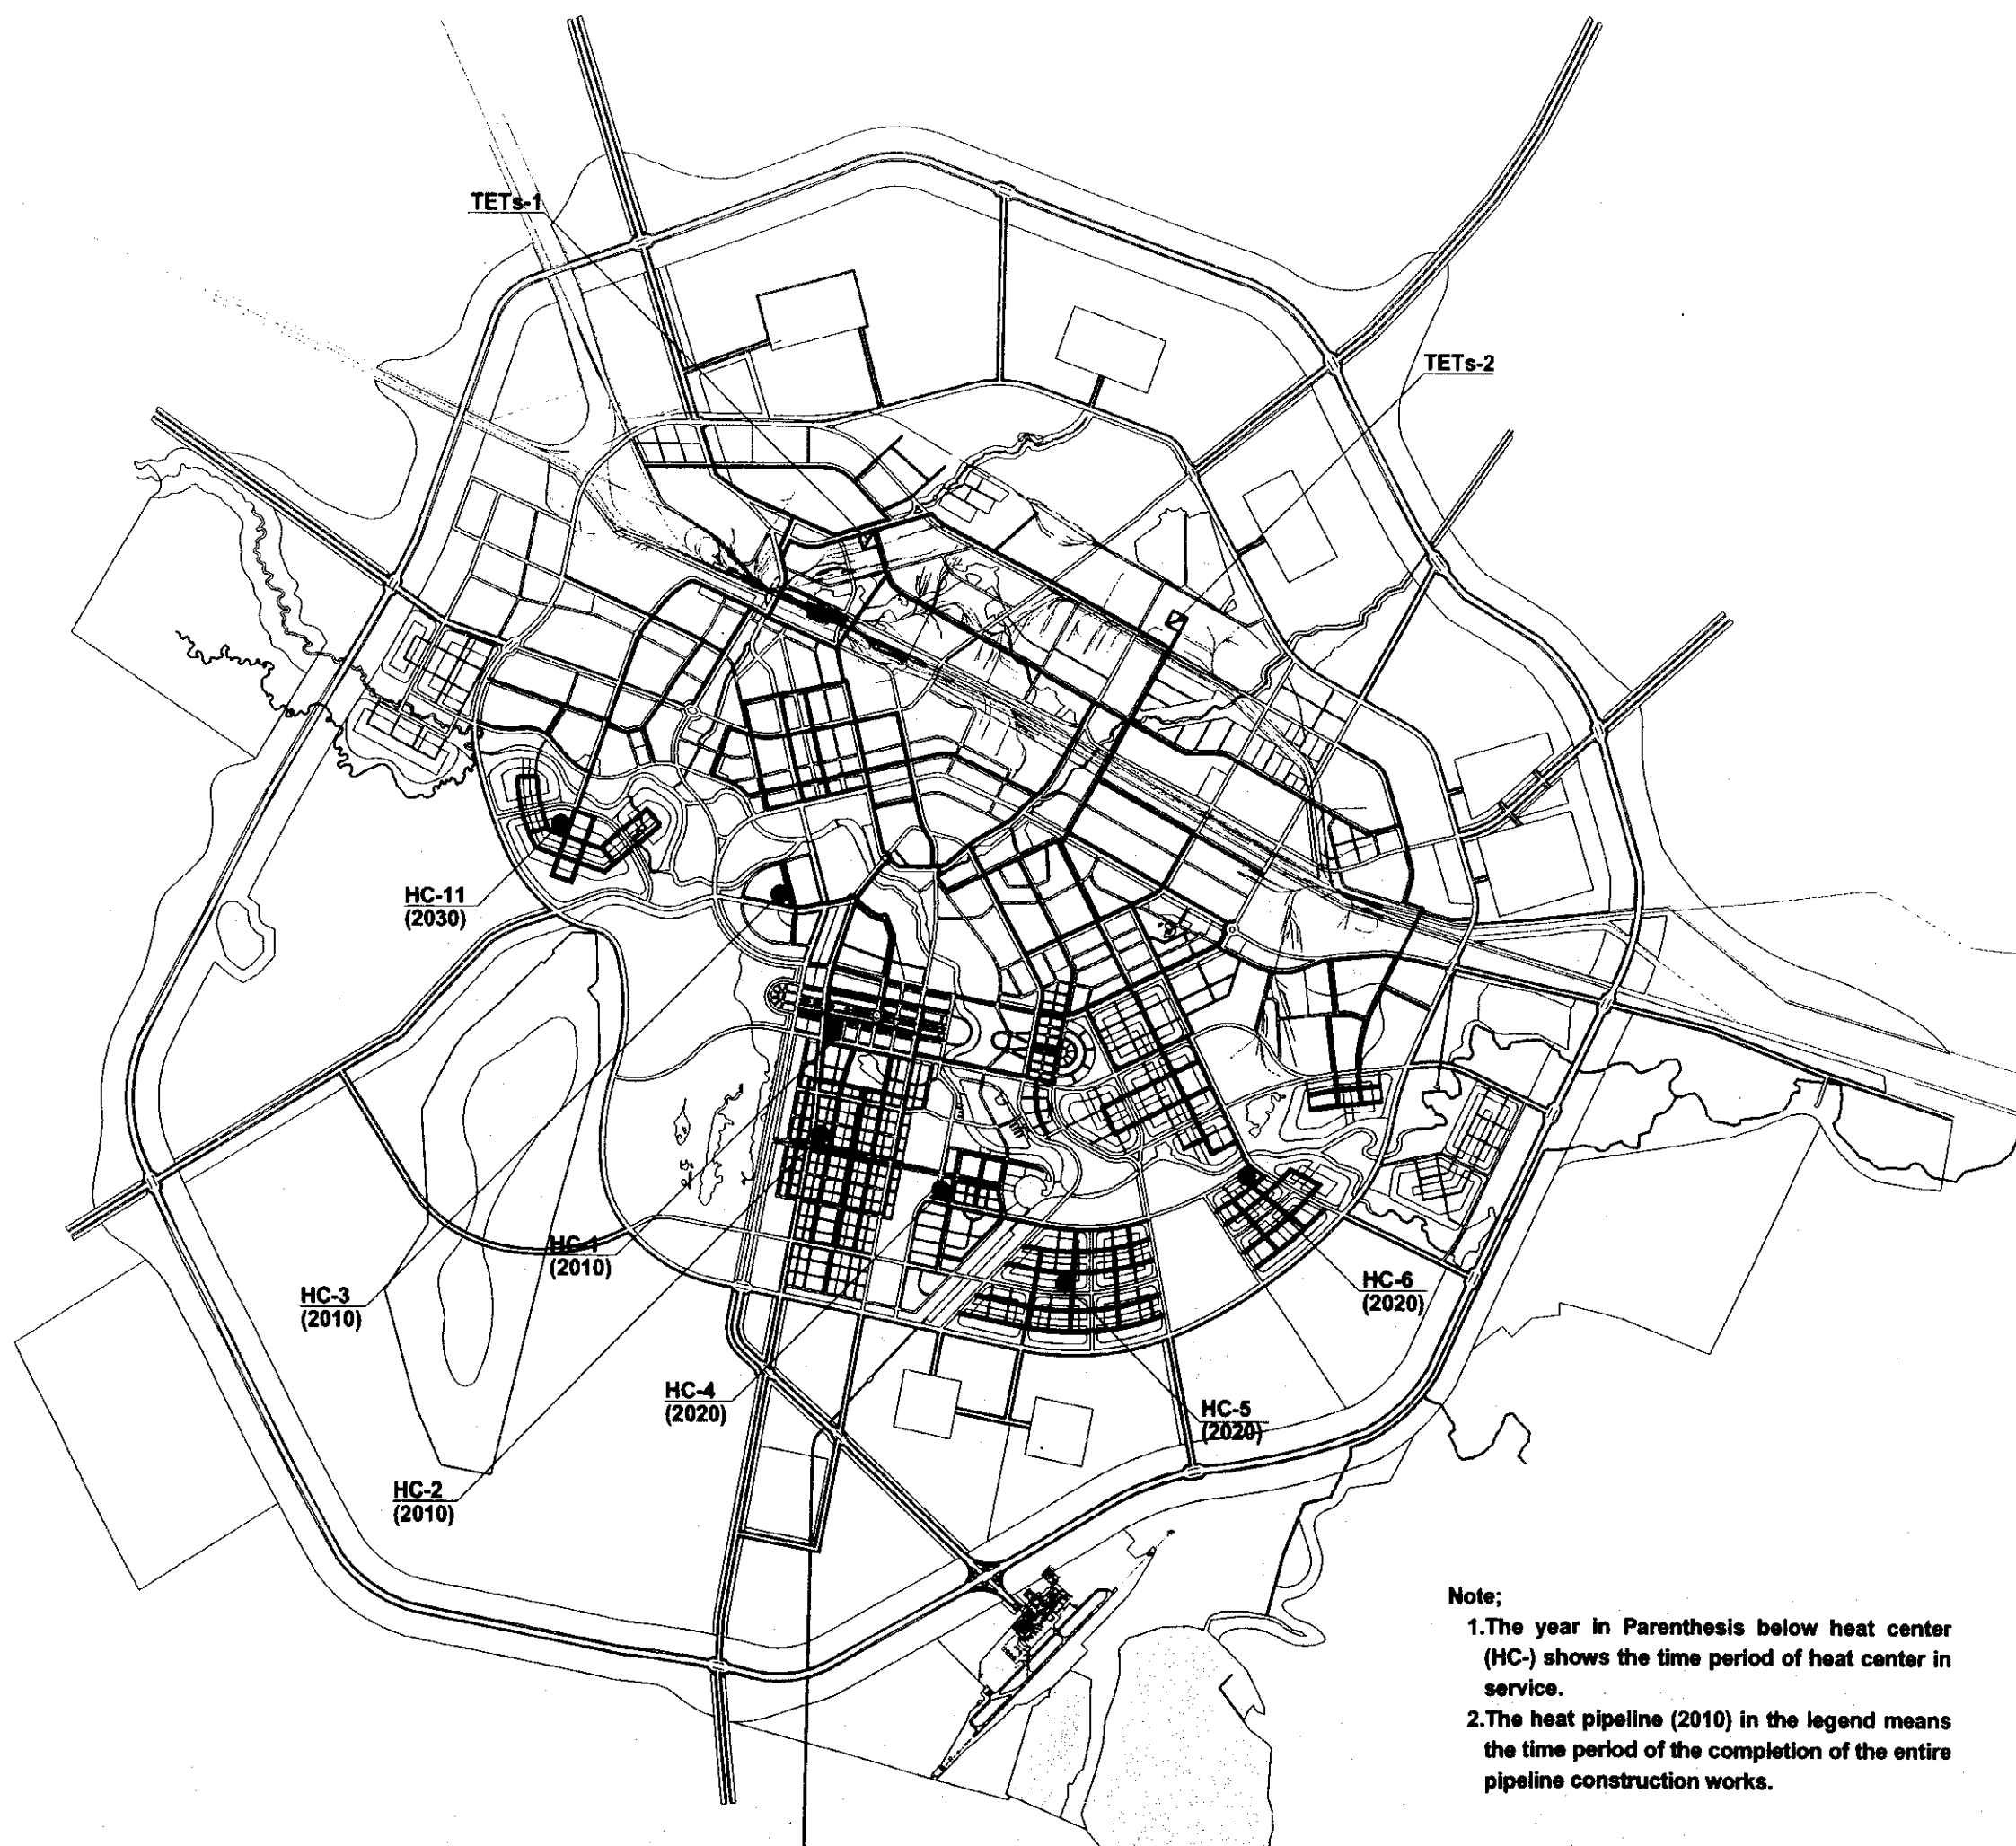 TETs-1
TETs-2
HC-11
(2030)
HC-1
(2010)
HC-3
(2010)
HC-6
(2020)
HC-4
(2020)
HC-5
(2020)
HC-2
(2010)
Note;
1.The year in Parenthesis below heat center
(HC-) shows the time period of heat center in
service.
2.The heat pipeline (2010) in the legend means
the time period of the completion of the entire
pipeline construction works.